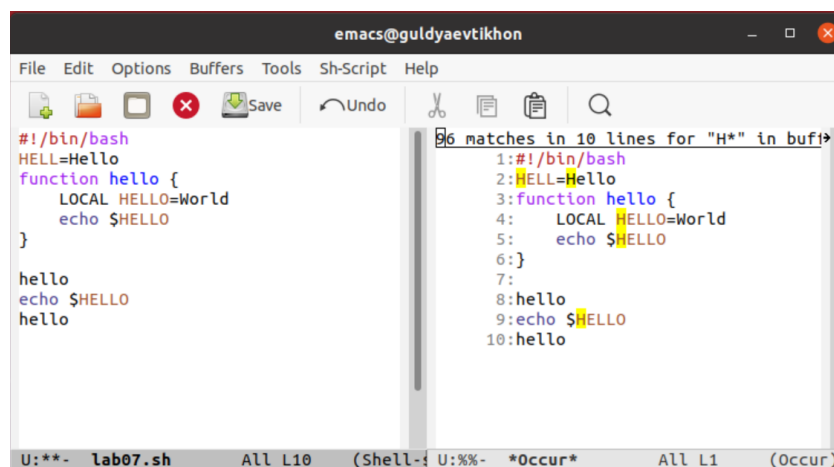 emacs@guldyaevtikhon
File Edit Options Buffers Tools Sh-Script Help
Save Undo
#!/bin/bash
HELL=Hello
function hello {
    LOCAL HELLO=World
    echo $HELLO
}
hello
echo $HELLO
hello
U:**- lab07.sh All L10 (Shell-s
96 matches in 10 lines for "H*" in buf
1:#!/bin/bash
2:HELL=Hello
3:function hello {
4:    LOCAL HELLO=World
5:    echo $HELLO
6:}
7:
8:hello
9:echo $HELLO
10:hello
U:%%- *Occur* All L1 (Occur)